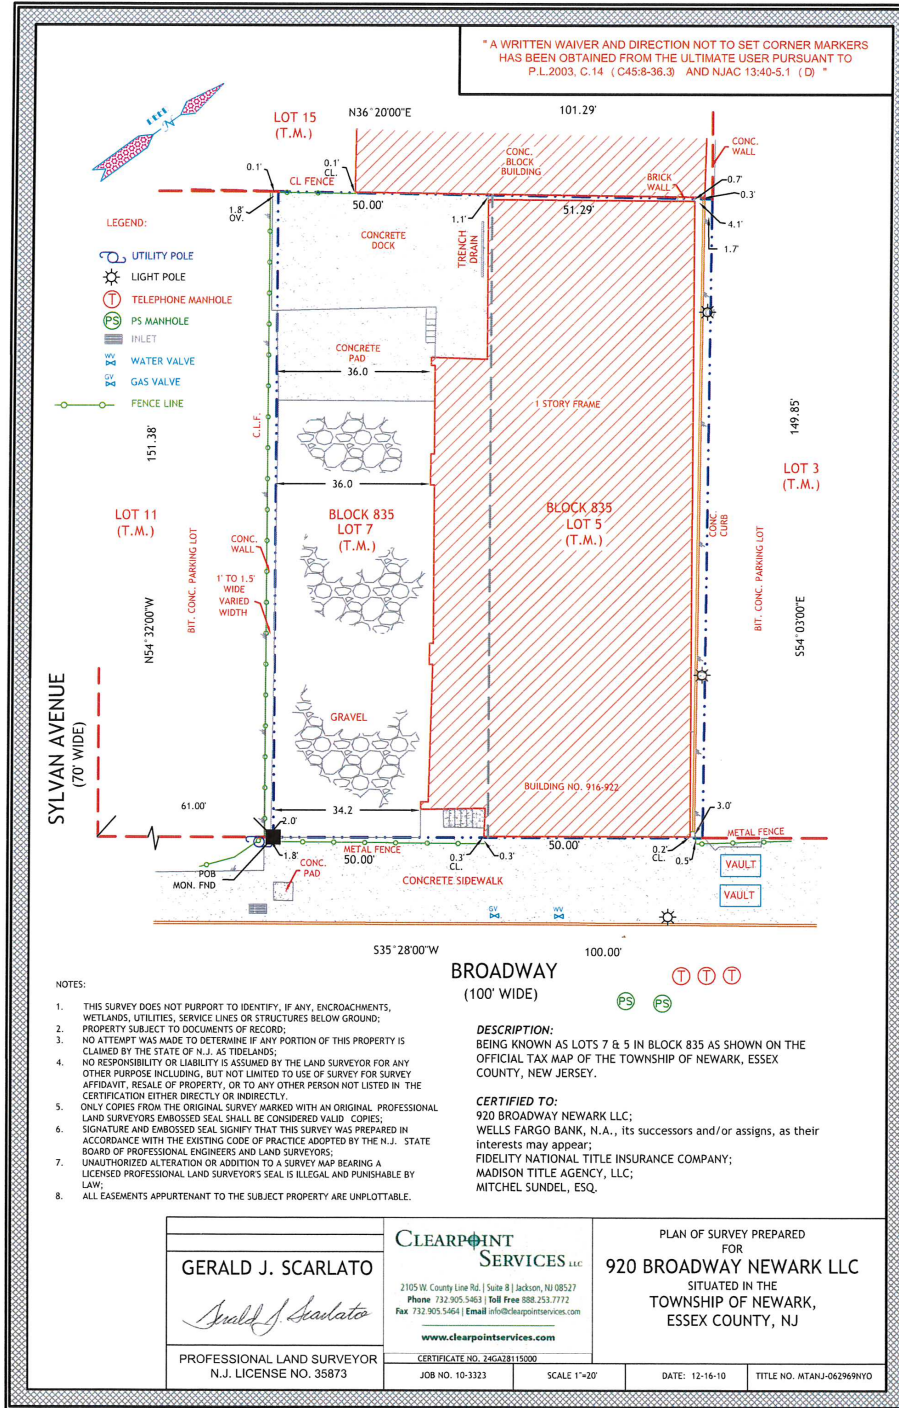 " A WRITTEN WAIVER AND DIRECTION NOT TO SET CORNER MARKERS
HAS BEEN OBTAINED FROM THE ULTIMATE USER PURSUANT TO
P.L.2003, C.14 ( C45:8-36.3) AND NJAC 13:40-5.1 ( D) "
LOT 15
(T.M.)
N36°20'00"E
101.29'
N
CONC.
BLOCK
BUILDING
CONC.
WALL
BRICK
WALL
0.1'
0.1'
CL.
CL FENCE
0.7'
0.3'
1.8'
OV.
50.00'
1.1'
51.29'
4.1'
1.7'
CONCRETE
DOCK
TRENCH
DRAIN
LEGEND:
UTILITY POLE
LIGHT POLE
T TELEPHONE MANHOLE
PS PS MANHOLE
INLET
WV WATER VALVE
GV GAS VALVE
FENCE LINE
CONCRETE
PAD
36.0
1 STORY FRAME
C.L.F.
151.38'
149.85'
36.0
LOT 11
(T.M.)
BLOCK 835
LOT 7
(T.M.)
BLOCK 835
LOT 5
(T.M.)
LOT 3
(T.M.)
CONC.
CURB
CONC.
WALL
1' TO 1.5'
WIDE
VARIED
WIDTH
BIT. CONC. PARKING LOT
BIT. CONC. PARKING LOT
N54°32'00"W
S54°03'00"E
SYLVAN AVENUE
(70' WIDE)
GRAVEL
BUILDING NO. 916-922
34.2
61.00'
2.0'
3.0'
METAL FENCE
POB
MON. FND
1.8'
METAL FENCE
50.00'
0.3'
CL.
0.3'
50.00'
0.2'
CL.
0.5'
CONC.
PAD
CONCRETE SIDEWALK
VAULT
VAULT
GV
WV
S35°28'00"W
100.00'
BROADWAY
(100' WIDE)
T T T
PS PS
NOTES:
1. THIS SURVEY DOES NOT PURPORT TO IDENTIFY, IF ANY, ENCROACHMENTS,
WETLANDS, UTILITIES, SERVICE LINES OR STRUCTURES BELOW GROUND;
2. PROPERTY SUBJECT TO DOCUMENTS OF RECORD;
3. NO ATTEMPT WAS MADE TO DETERMINE IF ANY PORTION OF THIS PROPERTY IS
CLAIMED BY THE STATE OF N.J. AS TIDELANDS;
4. NO RESPONSIBILITY OR LIABILITY IS ASSUMED BY THE LAND SURVEYOR FOR ANY
OTHER PURPOSE INCLUDING, BUT NOT LIMITED TO USE OF SURVEY FOR SURVEY
AFFIDAVIT, RESALE OF PROPERTY, OR TO ANY OTHER PERSON NOT LISTED IN THE
CERTIFICATION EITHER DIRECTLY OR INDIRECTLY.
5. ONLY COPIES FROM THE ORIGINAL SURVEY MARKED WITH AN ORIGINAL PROFESSIONAL
LAND SURVEYORS EMBOSSED SEAL SHALL BE CONSIDERED VALID COPIES;
6. SIGNATURE AND EMBOSSED SEAL SIGNIFY THAT THIS SURVEY WAS PREPARED IN
ACCORDANCE WITH THE EXISTING CODE OF PRACTICE ADOPTED BY THE N.J. STATE
BOARD OF PROFESSIONAL ENGINEERS AND LAND SURVEYORS;
7. UNAUTHORIZED ALTERATION OR ADDITION TO A SURVEY MAP BEARING A
LICENSED PROFESSIONAL LAND SURVEYOR'S SEAL IS ILLEGAL AND PUNISHABLE BY
LAW;
8. ALL EASEMENTS APPURTENANT TO THE SUBJECT PROPERTY ARE UNPLOTTABLE.
DESCRIPTION:
BEING KNOWN AS LOTS 7 & 5 IN BLOCK 835 AS SHOWN ON THE
OFFICIAL TAX MAP OF THE TOWNSHIP OF NEWARK, ESSEX
COUNTY, NEW JERSEY.
CERTIFIED TO:
920 BROADWAY NEWARK LLC;
WELLS FARGO BANK, N.A., its successors and/or assigns, as their
interests may appear;
FIDELITY NATIONAL TITLE INSURANCE COMPANY;
MADISON TITLE AGENCY, LLC;
MITCHEL SUNDEL, ESQ.
GERALD J. SCARLATO
Gerald J. Scarlato
PROFESSIONAL LAND SURVEYOR
N.J. LICENSE NO. 35873
CLEARPOINT
SERVICES LLC
2105 W. County Line Rd. | Suite 8 | Jackson, NJ 08527
Phone 732.905.5463 | Toll Free 888.253.7772
Fax 732.905.5464 | Email info@clearpointservices.com
www.clearpointservices.com
CERTIFICATE NO. 24GA28115000
PLAN OF SURVEY PREPARED
FOR
920 BROADWAY NEWARK LLC
SITUATED IN THE
TOWNSHIP OF NEWARK,
ESSEX COUNTY, NJ
JOB NO. 10-3323
SCALE 1"=20'
DATE: 12-16-10
TITLE NO. MTANJ-062969NYO